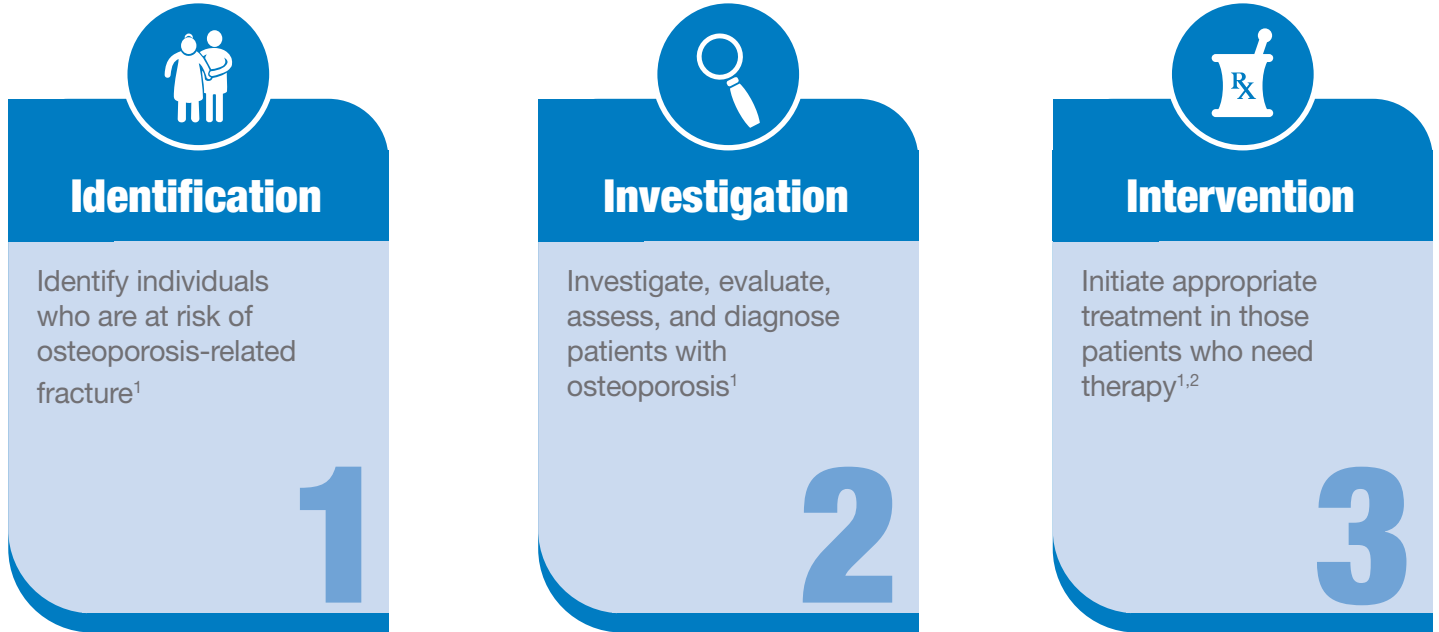 Identification
Identify individuals
who are at risk of
osteoporosis-related
fracture¹
1
Investigation
Investigate, evaluate,
assess, and diagnose
patients with
osteoporosis¹
2
Rx
Intervention
Initiate appropriate
treatment in those
patients who need
therapy¹,²
3